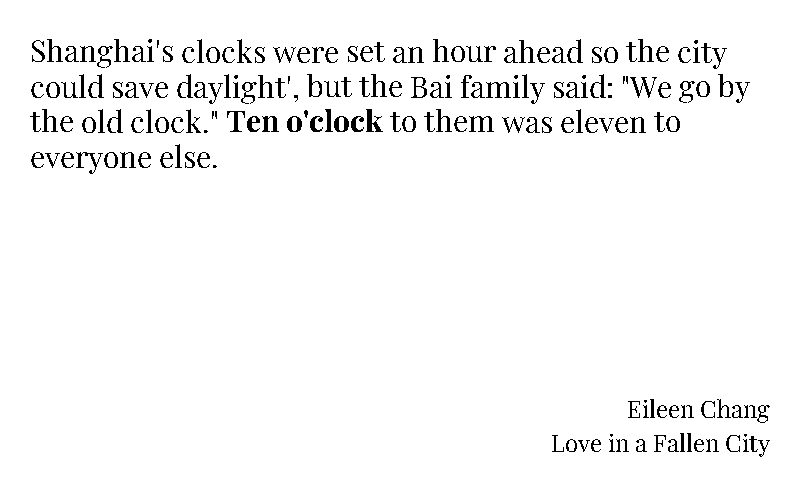 Shanghai's clocks were set an hour ahead so the city
could save daylight', but the Bai family said: "We go by
the old clock." Ten o'clock to them was eleven to
everyone else.
Eileen Chang
Love in a Fallen City